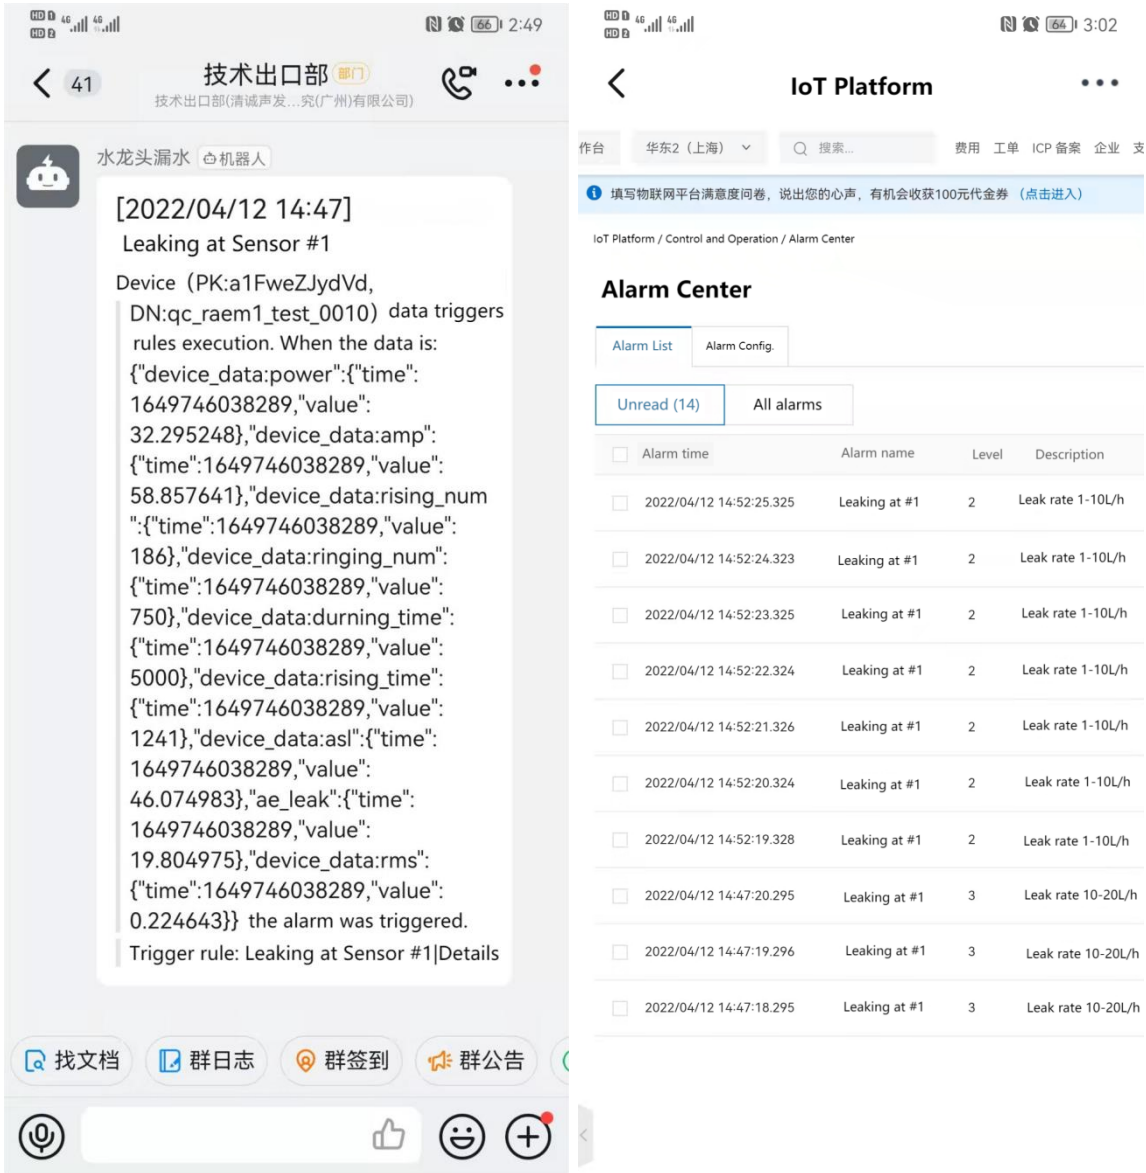 HD 1 4G 4G 66 2:49
HD 2
41
技术出口部 部门
技术出口部(清诚声发...究(广州)有限公司)
水龙头漏水 机器人
[2022/04/12 14:47]
Leaking at Sensor #1
Device（PK:a1FweZJydVd,
DN:qc_raem1_test_0010）data triggers
rules execution. When the data is:
{"device_data:power":{"time":
1649746038289,"value":
32.295248},"device_data:amp":
{"time":1649746038289,"value":
58.857641},"device_data:rising_num
":{"time":1649746038289,"value":
186},"device_data:ringing_num":
{"time":1649746038289,"value":
750},"device_data:durning_time":
{"time":1649746038289,"value":
5000},"device_data:rising_time":
{"time":1649746038289,"value":
1241},"device_data:asl":{"time":
1649746038289,"value":
46.074983},"ae_leak":{"time":
1649746038289,"value":
19.804975},"device_data:rms":
{"time":1649746038289,"value":
0.224643}} the alarm was triggered.
Trigger rule: Leaking at Sensor #1|Details
找文档 群日志 群签到 群公告
HD 1 4G 4G 64 3:02
HD 2
IoT Platform
作台 华东2（上海） 搜索... 费用 工单 ICP 备案 企业 支
填写物联网平台满意度问卷，说出您的心声，有机会收获100元代金券 （点击进入）
IoT Platform / Control and Operation / Alarm Center
Alarm Center
Alarm List Alarm Config.
Unread (14) All alarms
Alarm time Alarm name Level Description
2022/04/12 14:52:25.325 Leaking at #1 2 Leak rate 1-10L/h
2022/04/12 14:52:24.323 Leaking at #1 2 Leak rate 1-10L/h
2022/04/12 14:52:23.325 Leaking at #1 2 Leak rate 1-10L/h
2022/04/12 14:52:22.324 Leaking at #1 2 Leak rate 1-10L/h
2022/04/12 14:52:21.326 Leaking at #1 2 Leak rate 1-10L/h
2022/04/12 14:52:20.324 Leaking at #1 2 Leak rate 1-10L/h
2022/04/12 14:52:19.328 Leaking at #1 2 Leak rate 1-10L/h
2022/04/12 14:47:20.295 Leaking at #1 3 Leak rate 10-20L/h
2022/04/12 14:47:19.296 Leaking at #1 3 Leak rate 10-20L/h
2022/04/12 14:47:18.295 Leaking at #1 3 Leak rate 10-20L/h